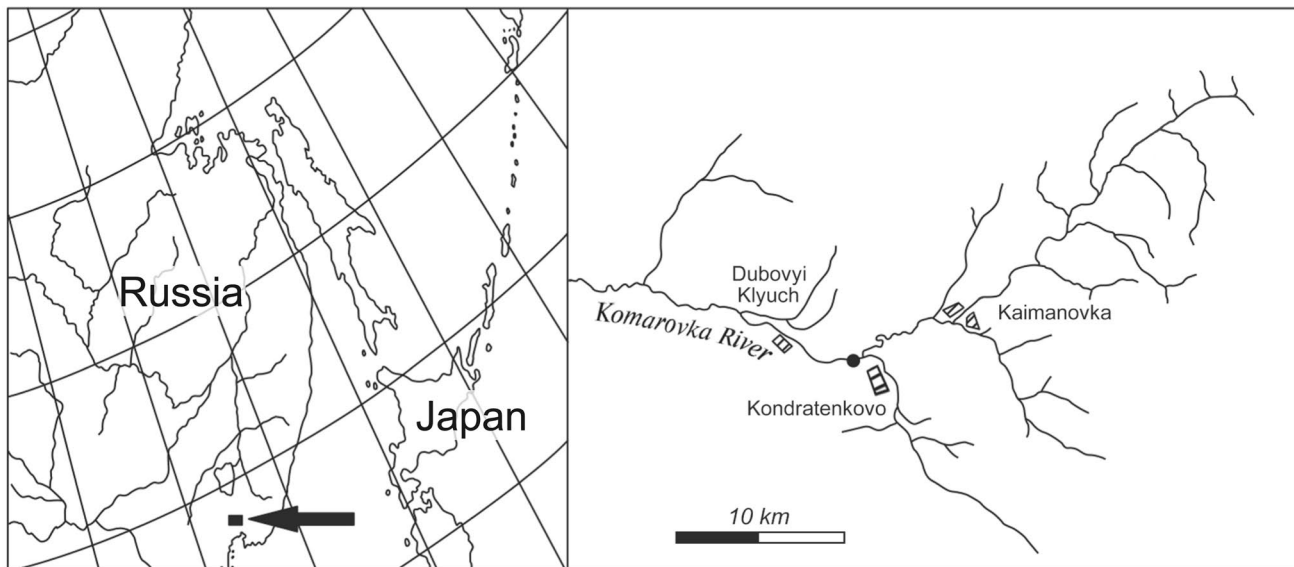 Russia
Japan
Dubovyi
Klyuch
Komarovka River
Kaimanovka
Kondratenkovo
10 km